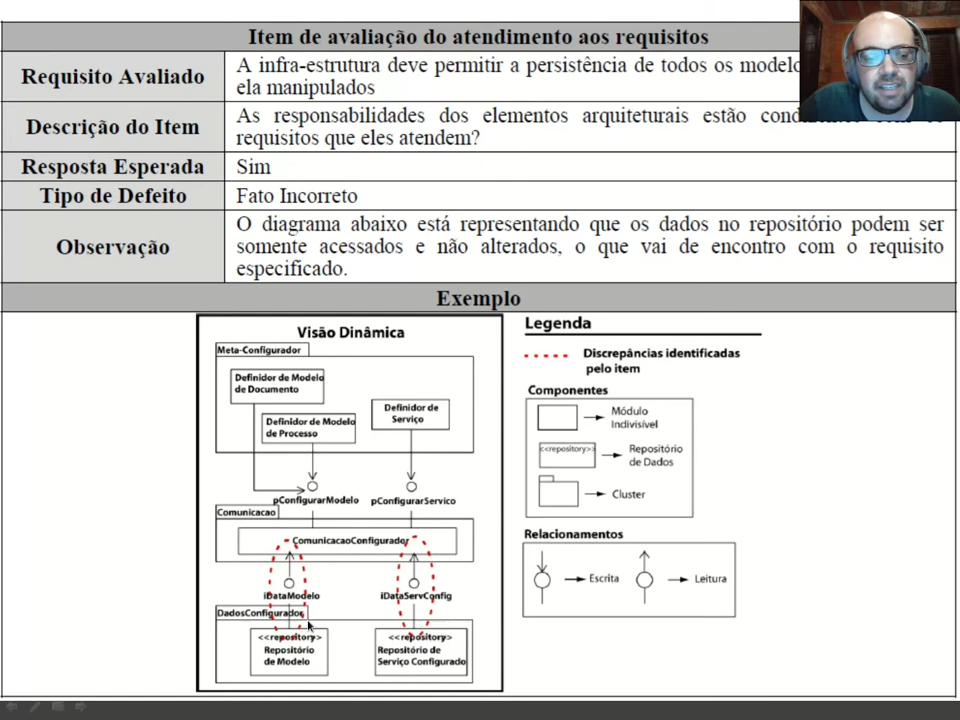 Item de avaliação do atendimento aos requisitos
Requisito Avaliado
A infra-estrutura deve permitir a persistência de todos os
ela manipulados
Descrição do Item
As responsabilidades dos elementos arquiteturais estão
requisitos que eles atendem?
Resposta Esperada
Sim
Tipo de Defeito
Fato Incorreto
Observação
O diagrama abaixo está representando que os dados no repositório podem ser
somente acessados e não alterados, o que vai de encontro com o requisito
especificado.
Exemplo
Visão Dinâmica
Meta-Configurador
Definidor de Modelo
de Documento
Definidor de Modelo
de Processo
Definidor de
Serviço
pConfigurarModelo
pConfigurarServico
Comunicacao
ComunicacaoConfigurador
iDataModelo
iDataServConfig
DadosConfigurador
<<repository>>
Repositório
de Modelo
<<repository>>
Repositório de
Serviço Configurado
Legenda
Discrepâncias identificadas
pelo item
Componentes
Módulo
Indivisível
<<repository>>
Repositório
de Dados
Cluster
Relacionamentos
Escrita
Leitura